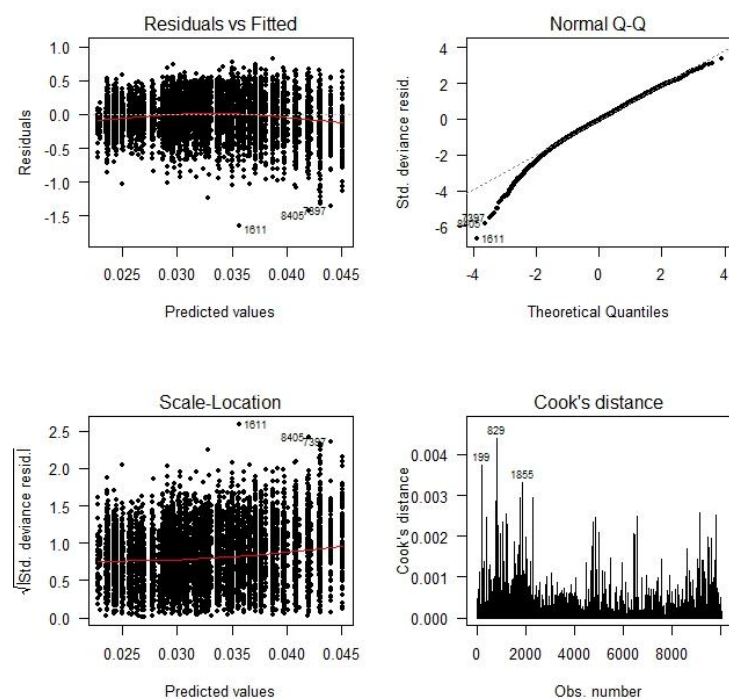 Residuals vs Fitted
Residuals
1.0
0.5
0.0
-0.5
-1.0
-1.5
8405
7397
1611
0.025 0.030 0.035 0.040 0.045
Predicted values
Normal Q-Q
Std. deviance resid.
4
2
0
-2
-4
-6
7397
8405
1611
-4 -2 0 2 4
Theoretical Quantiles
Scale-Location
√|Std. deviance resid.|
2.5
2.0
1.5
1.0
0.5
0.0
1611
8405
7397
0.025 0.030 0.035 0.040 0.045
Predicted values
Cook's distance
Cook's distance
0.004
0.003
0.002
0.001
0.000
829
199
1855
0 2000 4000 6000 8000
Obs. number